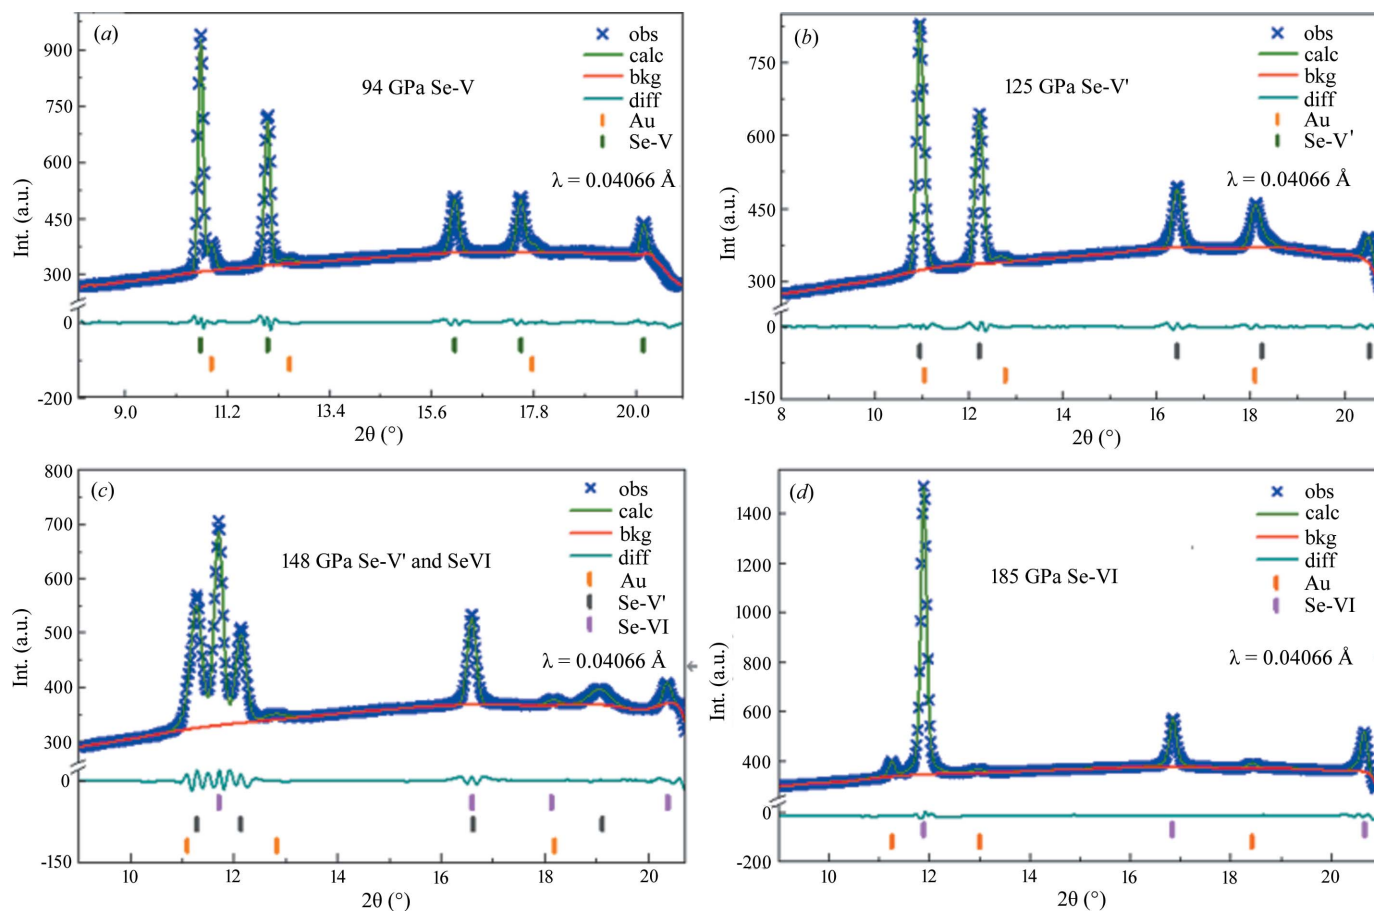 (a)
obs
calc
bkg
diff
Au
Se-V
94 GPa Se-V
λ = 0.04066 Å
Int. (a.u.)
900
750
600
450
300
0
-200
9.0 11.2 13.4 15.6 17.8 20.0
2θ (°)
(b)
obs
calc
bkg
diff
Au
Se-V'
125 GPa Se-V'
λ = 0.04066 Å
Int (a.u.)
750
600
450
300
0
-150
8 10 12 14 16 18 20
2θ (°)
(c)
obs
calc
bkg
diff
Au
Se-V'
Se-VI
148 GPa Se-V' and SeVI
λ = 0.04066 Å
Int. (a.u.)
800
700
600
500
400
300
0
-150
10 12 14 16 18 20
2θ (°)
(d)
obs
calc
bkg
diff
Au
Se-VI
185 GPa Se-VI
λ = 0.04066 Å
Int. (a.u.)
1400
1200
1000
800
600
400
0
-200
10 12 14 16 18 20
2θ (°)